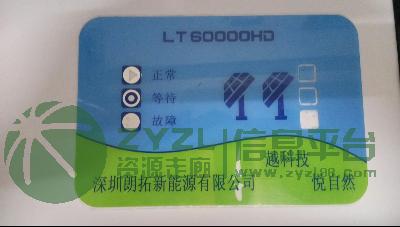 LT60000HD
正常
等待
故障
越科技
深圳朗拓新能源有限公司
悦自然
ZYZL信息平台
资源走廊
www.zyzl88.com